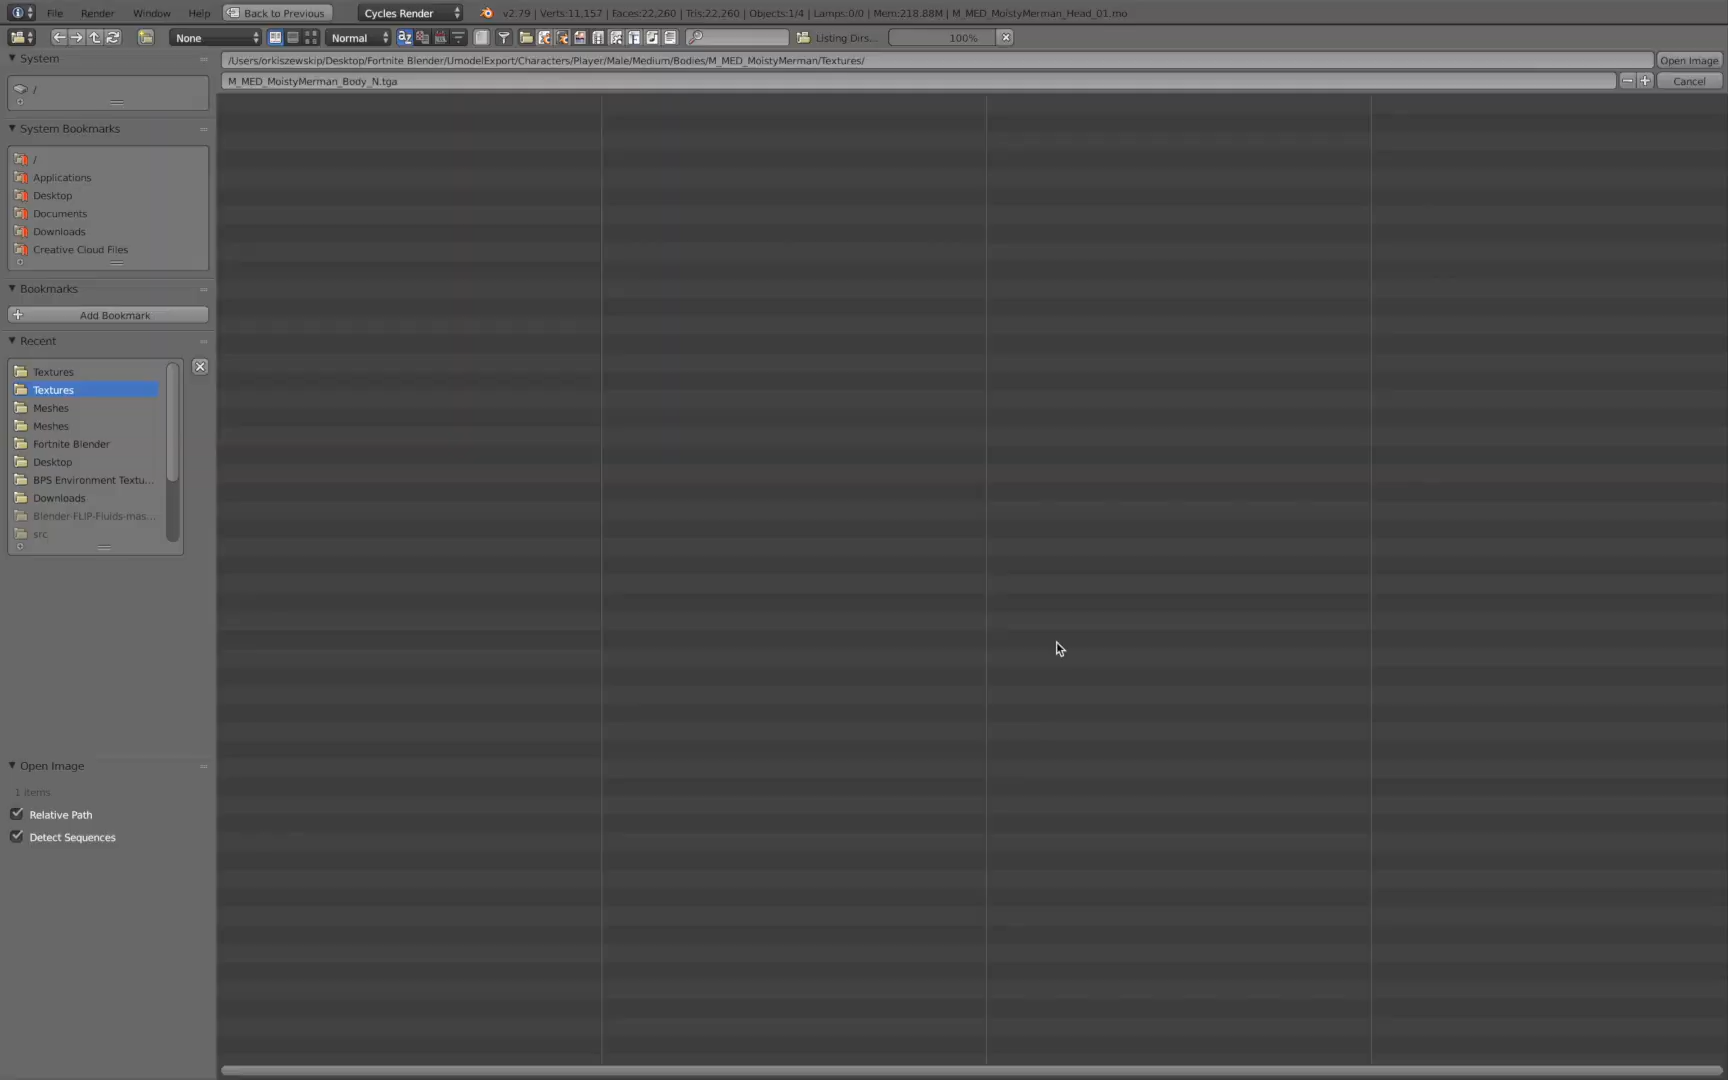 File Render Window Help Back to Previous Cycles Render v2.79 | Verts:11,157 | Faces:22,260 | Tris:22,260 | Objects:1/4 | Lamps:0/0 | Mem:218.88M | M_MED_MoistyMerman_Head_01.mo
None Normal Listing Dirs... 100%
System
/Users/orkiszewskip/Desktop/Fortnite Blender/UmodelExport/Characters/Player/Male/Medium/Bodies/M_MED_MoistyMerman/Textures/
Open Image
M_MED_MoistyMerman_Body_N.tga
Cancel
/
System Bookmarks
/
Applications
Desktop
Documents
Downloads
Creative Cloud Files
Bookmarks
Add Bookmark
Recent
Textures
Textures
Meshes
Meshes
Fortnite Blender
Desktop
BPS Environment Textu...
Downloads
Blender-FLIP-Fluids-mas...
src
Open Image
1 items
Relative Path
Detect Sequences